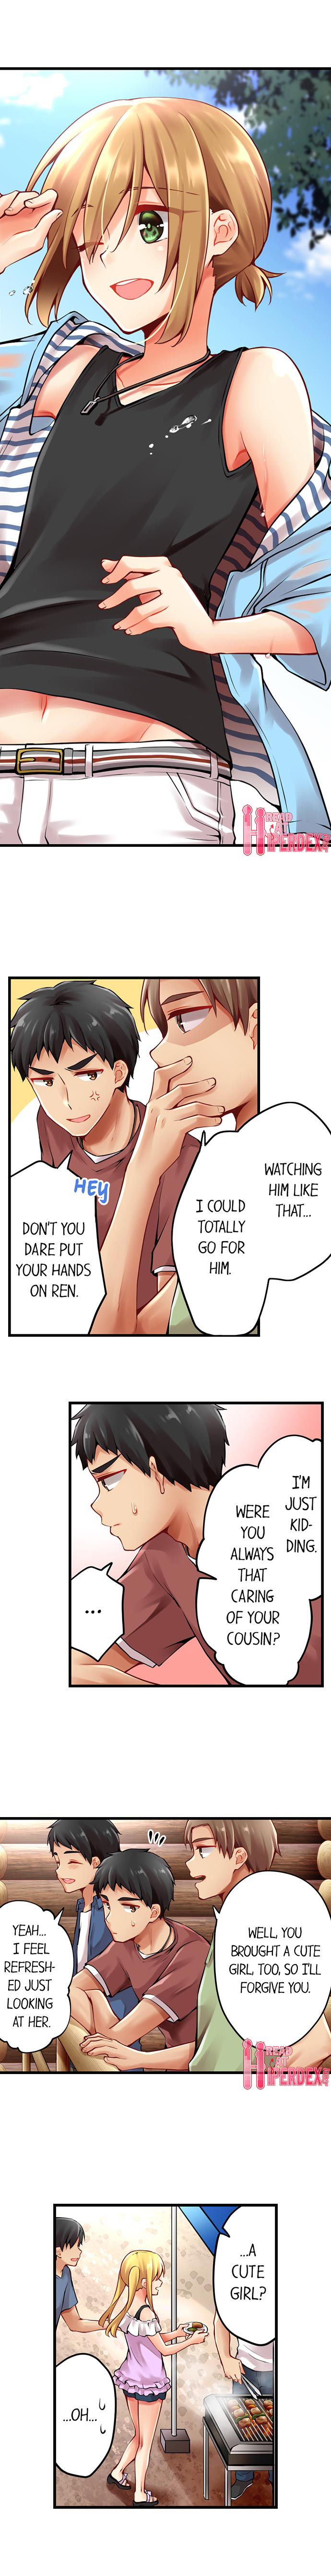 READ
AT
HIPERDEX
WATCHING
HIM LIKE
THAT...
I COULD
TOTALLY
GO FOR
HIM.
HEY
DON'T YOU
DARE PUT
YOUR HANDS
ON REN.
I'M
JUST
KID-
DING.
WERE
YOU
ALWAYS
THAT
CARING
OF YOUR
COUSIN?
...
WELL, YOU
BROUGHT A CUTE
GIRL, TOO, SO I'LL
FORGIVE YOU.
YEAH...
I FEEL
REFRESH-
ED JUST
LOOKING
AT HER.
READ
AT
HIPERDEX
...A
CUTE
GIRL?
...OH...